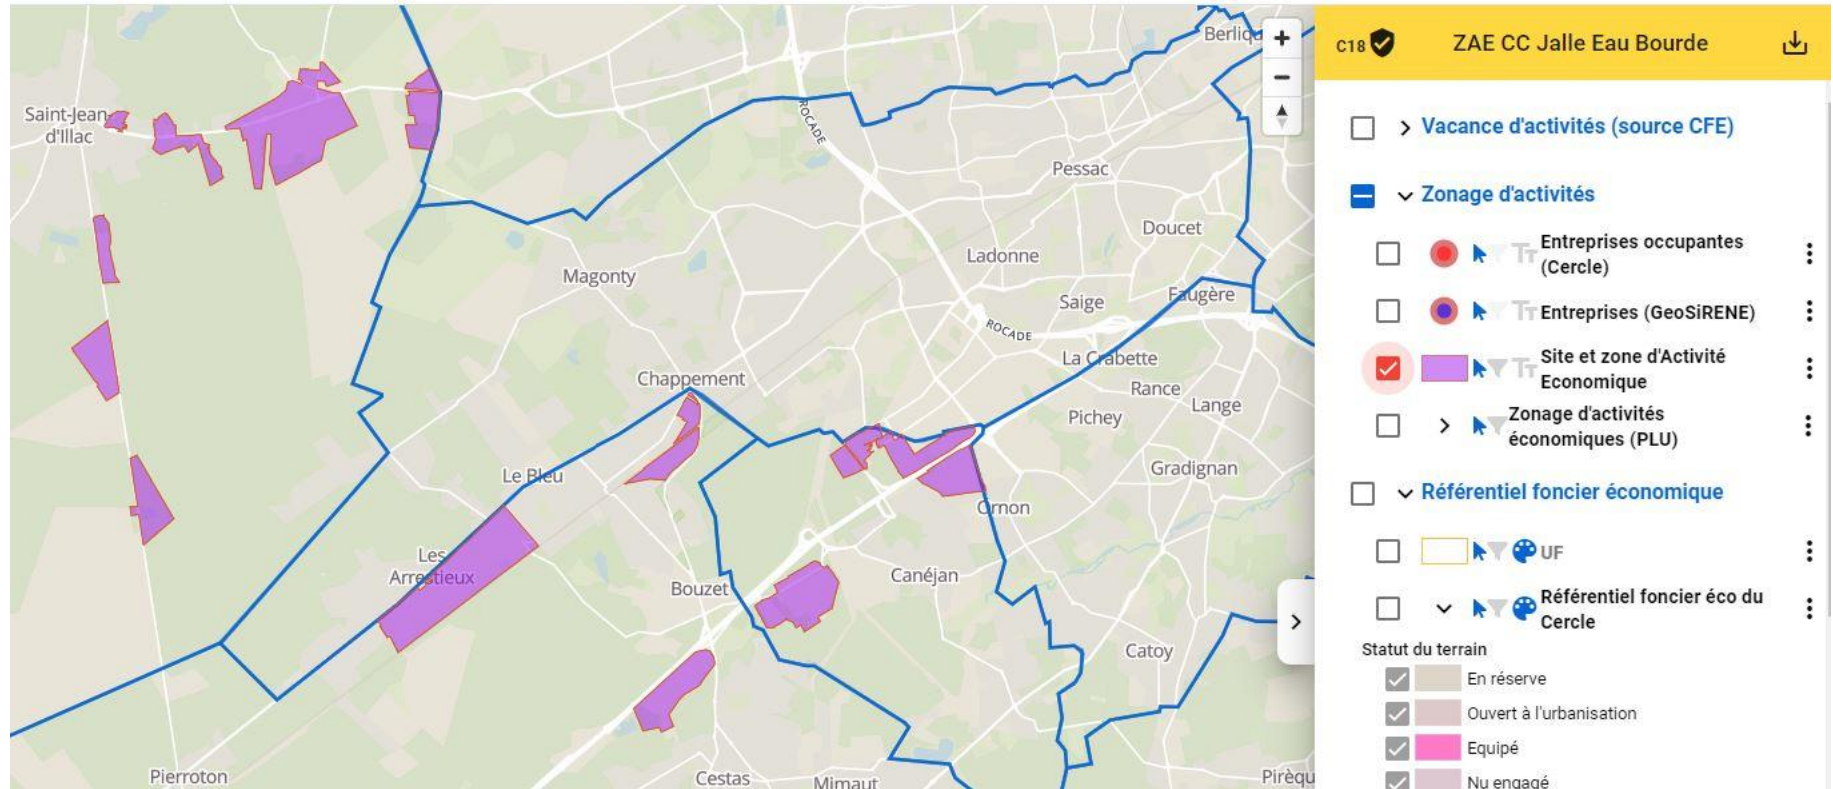 Berliqu
Saint-Jean-
d'Illac
ROCADE
Pessac
Doucet
Ladonne
Magonty
Saige
Faugère
ROCADE
La Crabette
Chappement
Rance
Lange
Pichey
Le Bleu
Gradignan
Ornon
Les
Arrestieux
Canéjan
Bouzet
Catoy
Pierroton
Cestas
Mimaut
Pirèqu
C18
ZAE CC Jalle Eau Bourde
Vacance d'activités (source CFE)
Zonage d'activités
Entreprises occupantes
(Cercle)
Entreprises (GeoSiRENE)
Site et zone d'Activité
Economique
Zonage d'activités
économiques (PLU)
Référentiel foncier économique
UF
Référentiel foncier éco du
Cercle
Statut du terrain
En réserve
Ouvert à l'urbanisation
Equipé
Nu engagé